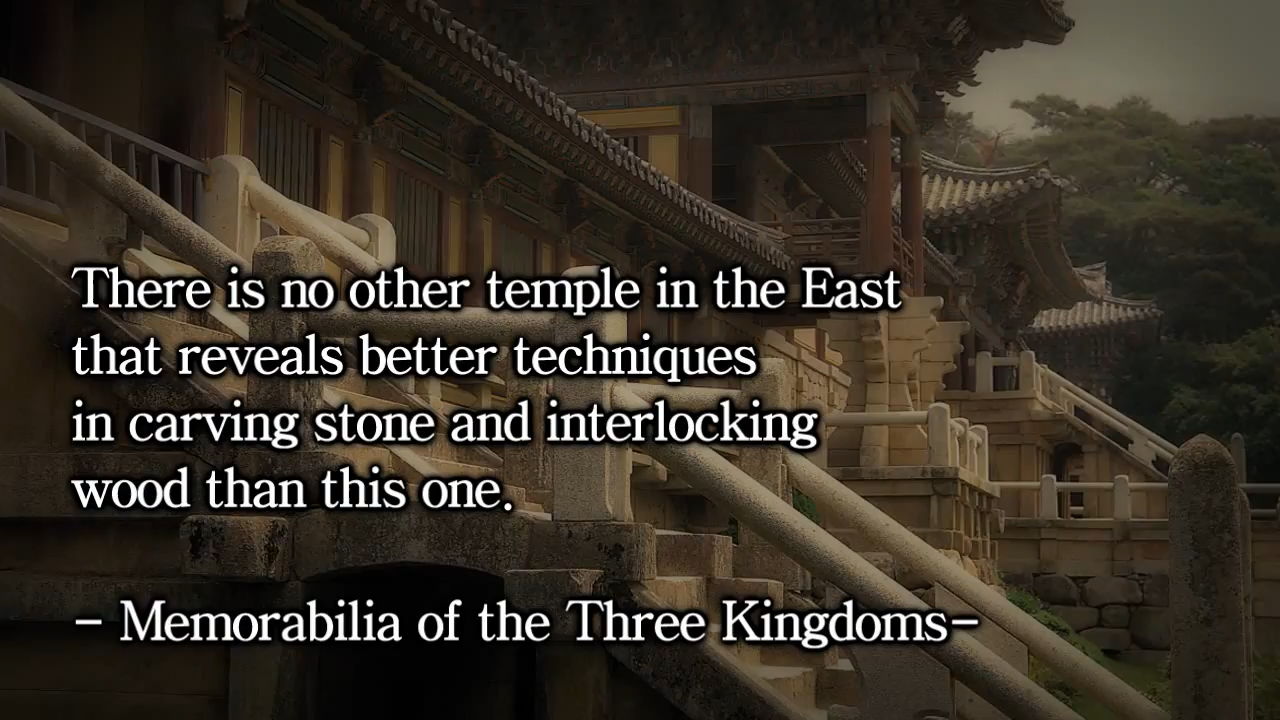 There is no other temple in the East
that reveals better techniques
in carving stone and interlocking
wood than this one.
- Memorabilia of the Three Kingdoms-